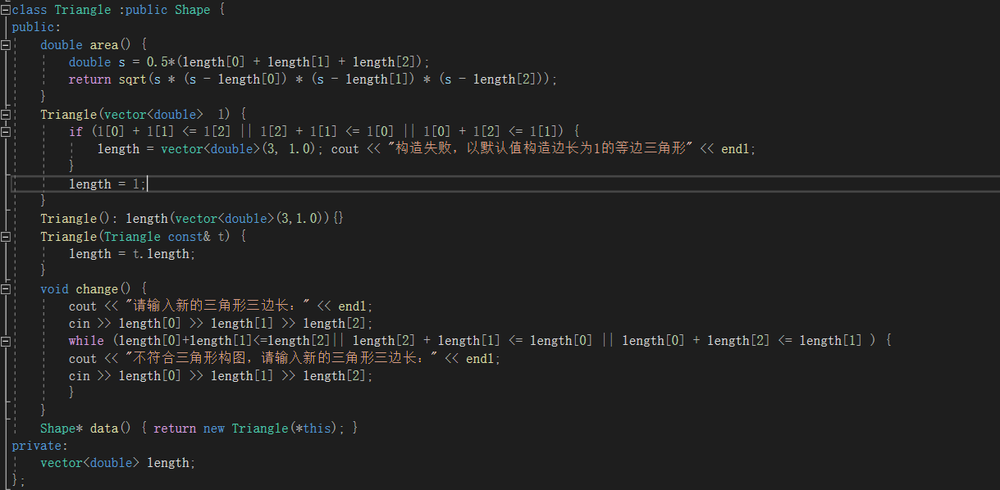 class Triangle :public Shape {
public:
    double area() {
        double s = 0.5*(length[0] + length[1] + length[2]);
        return sqrt(s * (s - length[0]) * (s - length[1]) * (s - length[2]));
    }
    Triangle(vector<double>  l) {
        if (l[0] + l[1] <= l[2] || l[2] + l[1] <= l[0] || l[0] + l[2] <= l[1]) {
            length = vector<double>(3, 1.0); cout << "构造失败，以默认值构造边长为1的等边三角形" << endl;
        }
        length = l;
    }
    Triangle(): length(vector<double>(3,1.0)){}
    Triangle(Triangle const& t) {
        length = t.length;
    }
    void change() {
        cout << "请输入新的三角形三边长：" << endl;
        cin >> length[0] >> length[1] >> length[2];
        while (length[0]+length[1]<=length[2]|| length[2] + length[1] <= length[0] || length[0] + length[2] <= length[1] ) {
        cout << "不符合三角形构图，请输入新的三角形三边长：" << endl;
        cin >> length[0] >> length[1] >> length[2];
        }
    }
    Shape* data() { return new Triangle(*this); }
private:
    vector<double> length;
};